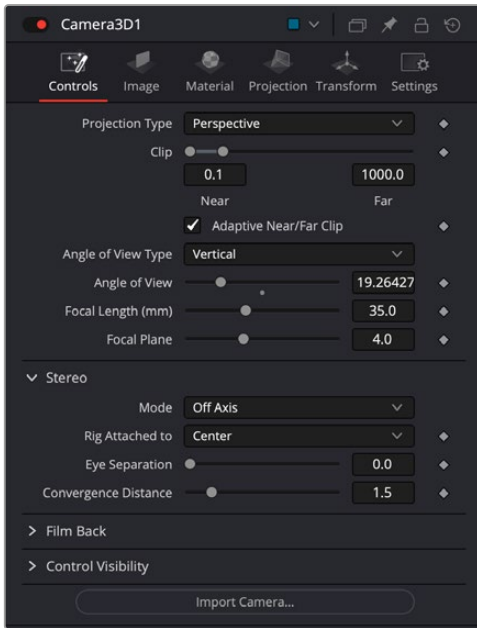 Camera3D1
Controls Image Material Projection Transform Settings
Projection Type Perspective
Clip
0.1 1000.0
Near Far
Adaptive Near/Far Clip
Angle of View Type Vertical
Angle of View 19.26427
Focal Length (mm) 35.0
Focal Plane 4.0
Stereo
Mode Off Axis
Rig Attached to Center
Eye Separation 0.0
Convergence Distance 1.5
Film Back
Control Visibility
Import Camera...